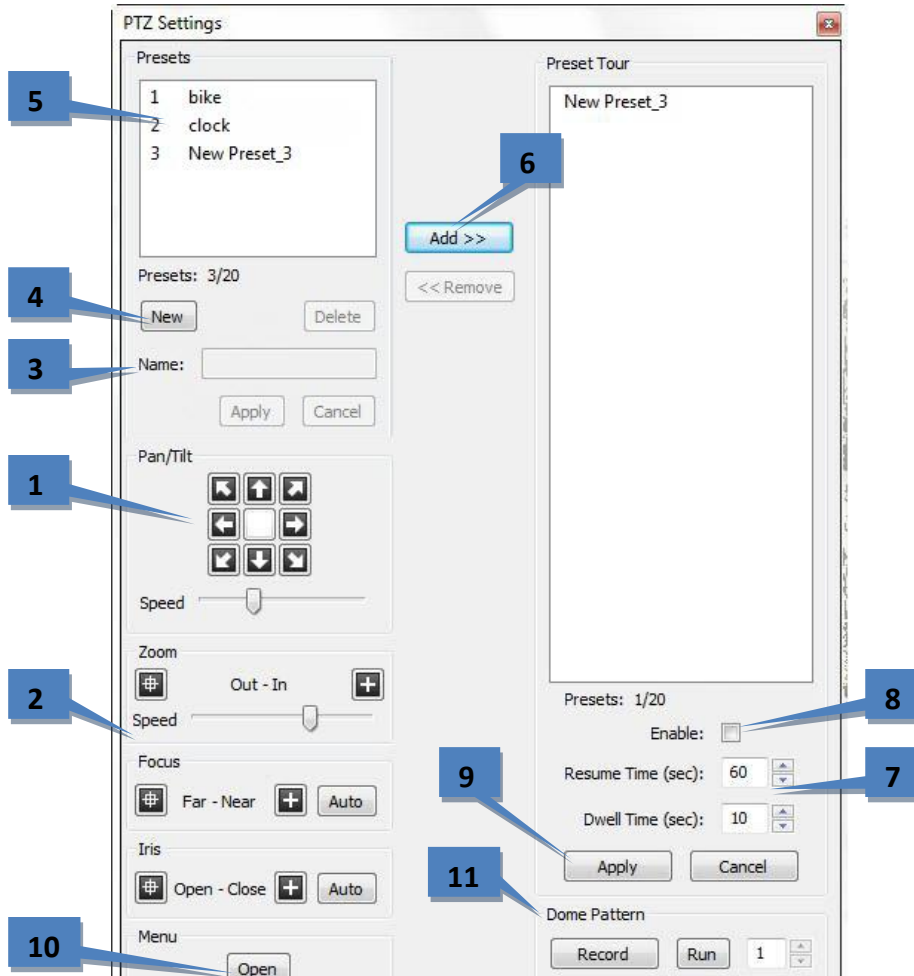 PTZ Settings
Presets
1 bike
2 clock
3 New Preset_3
Presets: 3/20
New
Delete
Name:
Apply
Cancel
Pan/Tilt
Speed
Zoom
Out - In
Speed
Focus
Far - Near
Auto
Iris
Open - Close
Auto
Menu
Open
Add >>
<< Remove
Preset Tour
New Preset_3
Presets: 1/20
Enable:
Resume Time (sec): 60
Dwell Time (sec): 10
Apply
Cancel
Dome Pattern
Record
Run
1
5
4
3
1
2
10
6
9
11
8
7